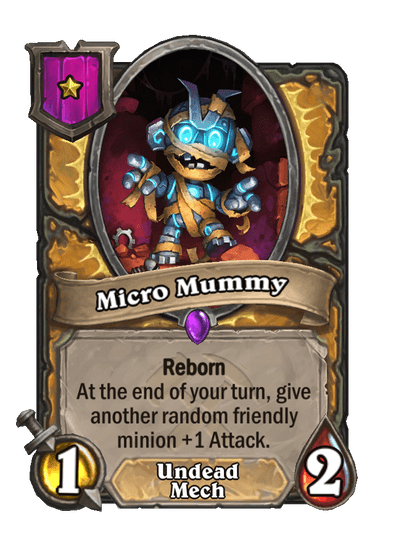 Micro Mummy
Reborn
At the end of your turn, give
another random friendly
minion +1 Attack.
1
Undead
Mech
2